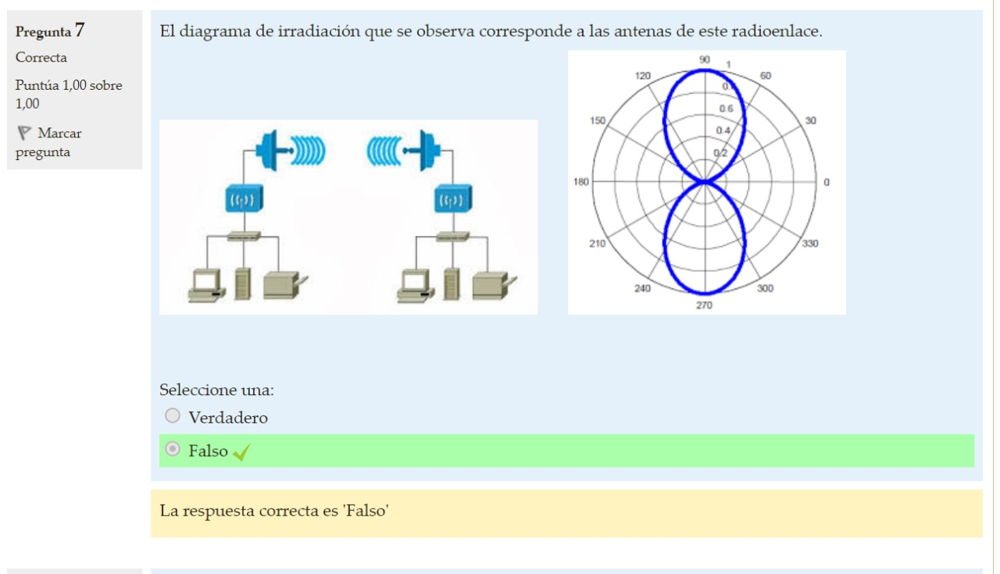 Pregunta 7
Correcta
Puntúa 1,00 sobre
1,00
Marcar
pregunta
El diagrama de irradiación que se observa corresponde a las antenas de este radioenlace.
90
1
120
60
0.6
150
30
0.4
0.2
180
0
210
330
240
300
270
Seleccione una:
Verdadero
Falso
La respuesta correcta es 'Falso'